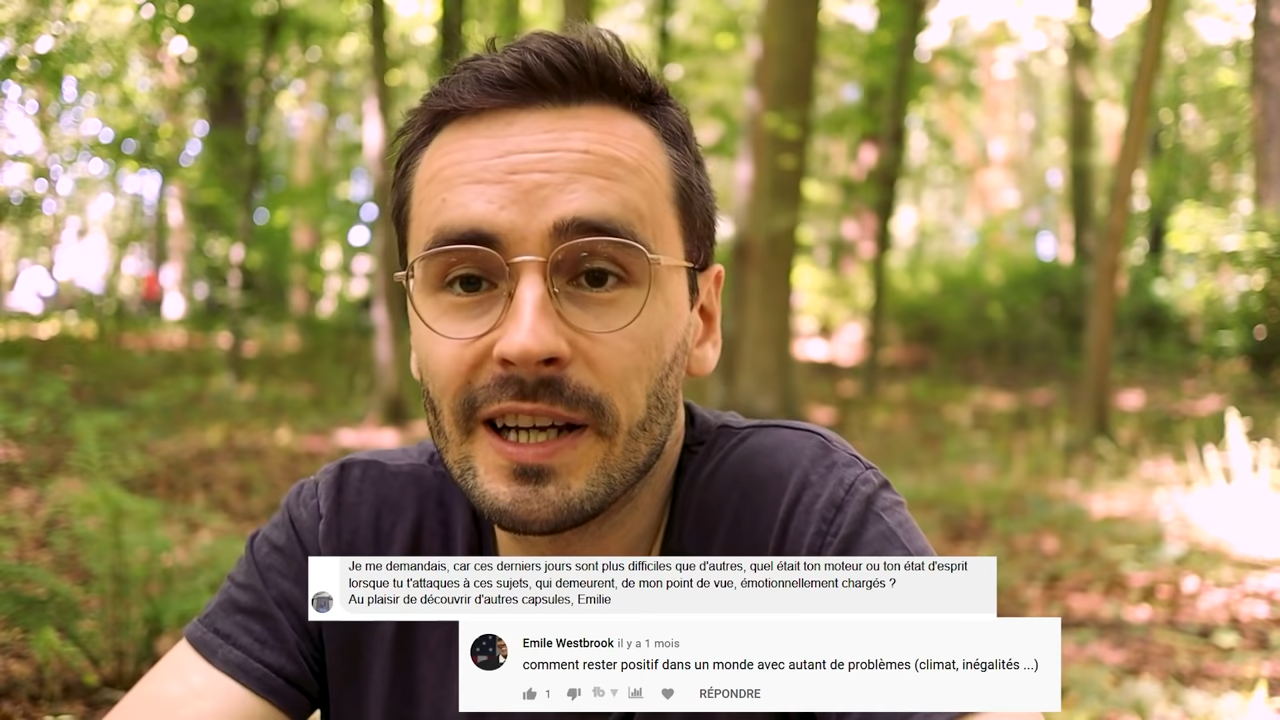 Je me demandais, car ces derniers jours sont plus difficiles que d'autres, quel était ton moteur ou ton état d'esprit
lorsque tu t'attaques à ces sujets, qui demeurent, de mon point de vue, émotionnellement chargés ?
Au plaisir de découvrir d'autres capsules, Emilie
Emile Westbrook il y a 1 mois
comment rester positif dans un monde avec autant de problèmes (climat, inégalités ...)
1 tb RÉPONDRE